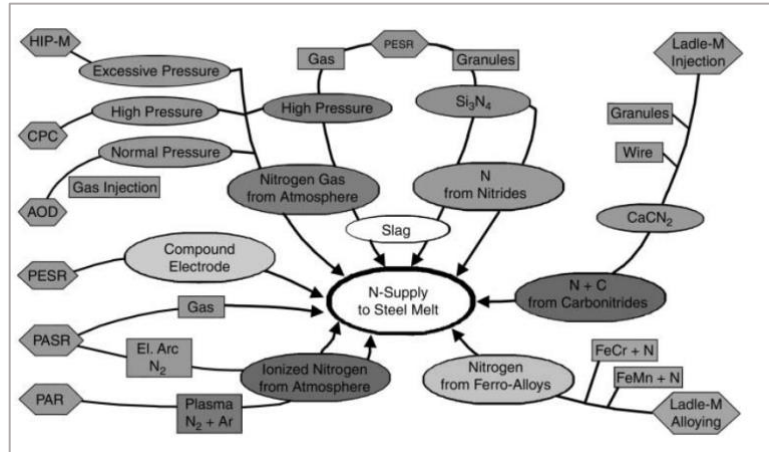 HIP-M
Excessive Pressure
CPC
High Pressure
AOD
Normal Pressure
Gas Injection
Gas
PESR
Granules
High Pressure
Si₃N₄
Nitrogen Gas
from Atmosphere
N
from Nitrides
Slag
Ladle-M
Injection
Granules
Wire
CaCN₂
N + C
from Carbonitrides
PESR
Compound
Electrode
N-Supply
to Steel Melt
PASR
Gas
El. Arc
N₂
Ionized Nitrogen
from Atmosphere
PAR
Plasma
N₂ + Ar
Nitrogen
from Ferro-Alloys
FeCr + N
FeMn + N
Ladle-M
Alloying